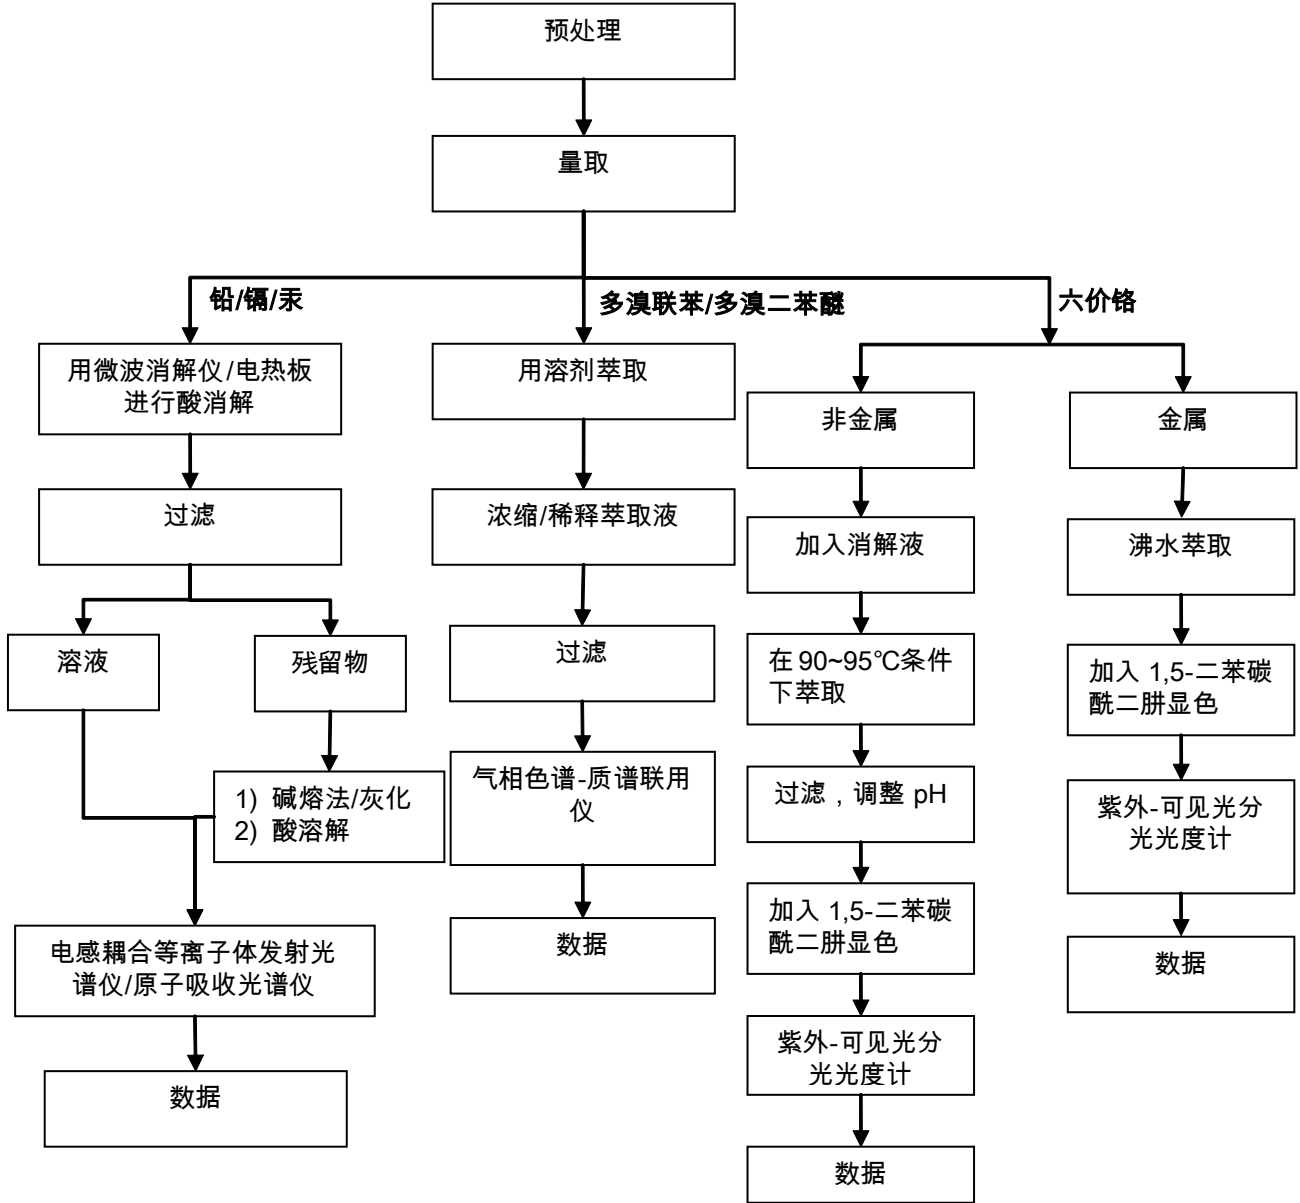 预处理
量取
铅/镉/汞
用微波消解仪/电热板
进行酸消解
过滤
溶液
残留物
1) 碱熔法/灰化
2) 酸溶解
电感耦合等离子体发射光
谱仪/原子吸收光谱仪
数据
多溴联苯/多溴二苯醚
用溶剂萃取
浓缩/稀释萃取液
过滤
气相色谱-质谱联用
仪
数据
六价铬
非金属
加入消解液
在 90~95℃条件
下萃取
过滤，调整 pH
加入 1,5-二苯碳
酰二肼显色
紫外-可见光分
光光度计
数据
金属
沸水萃取
加入 1,5-二苯碳
酰二肼显色
紫外-可见光分
光光度计
数据